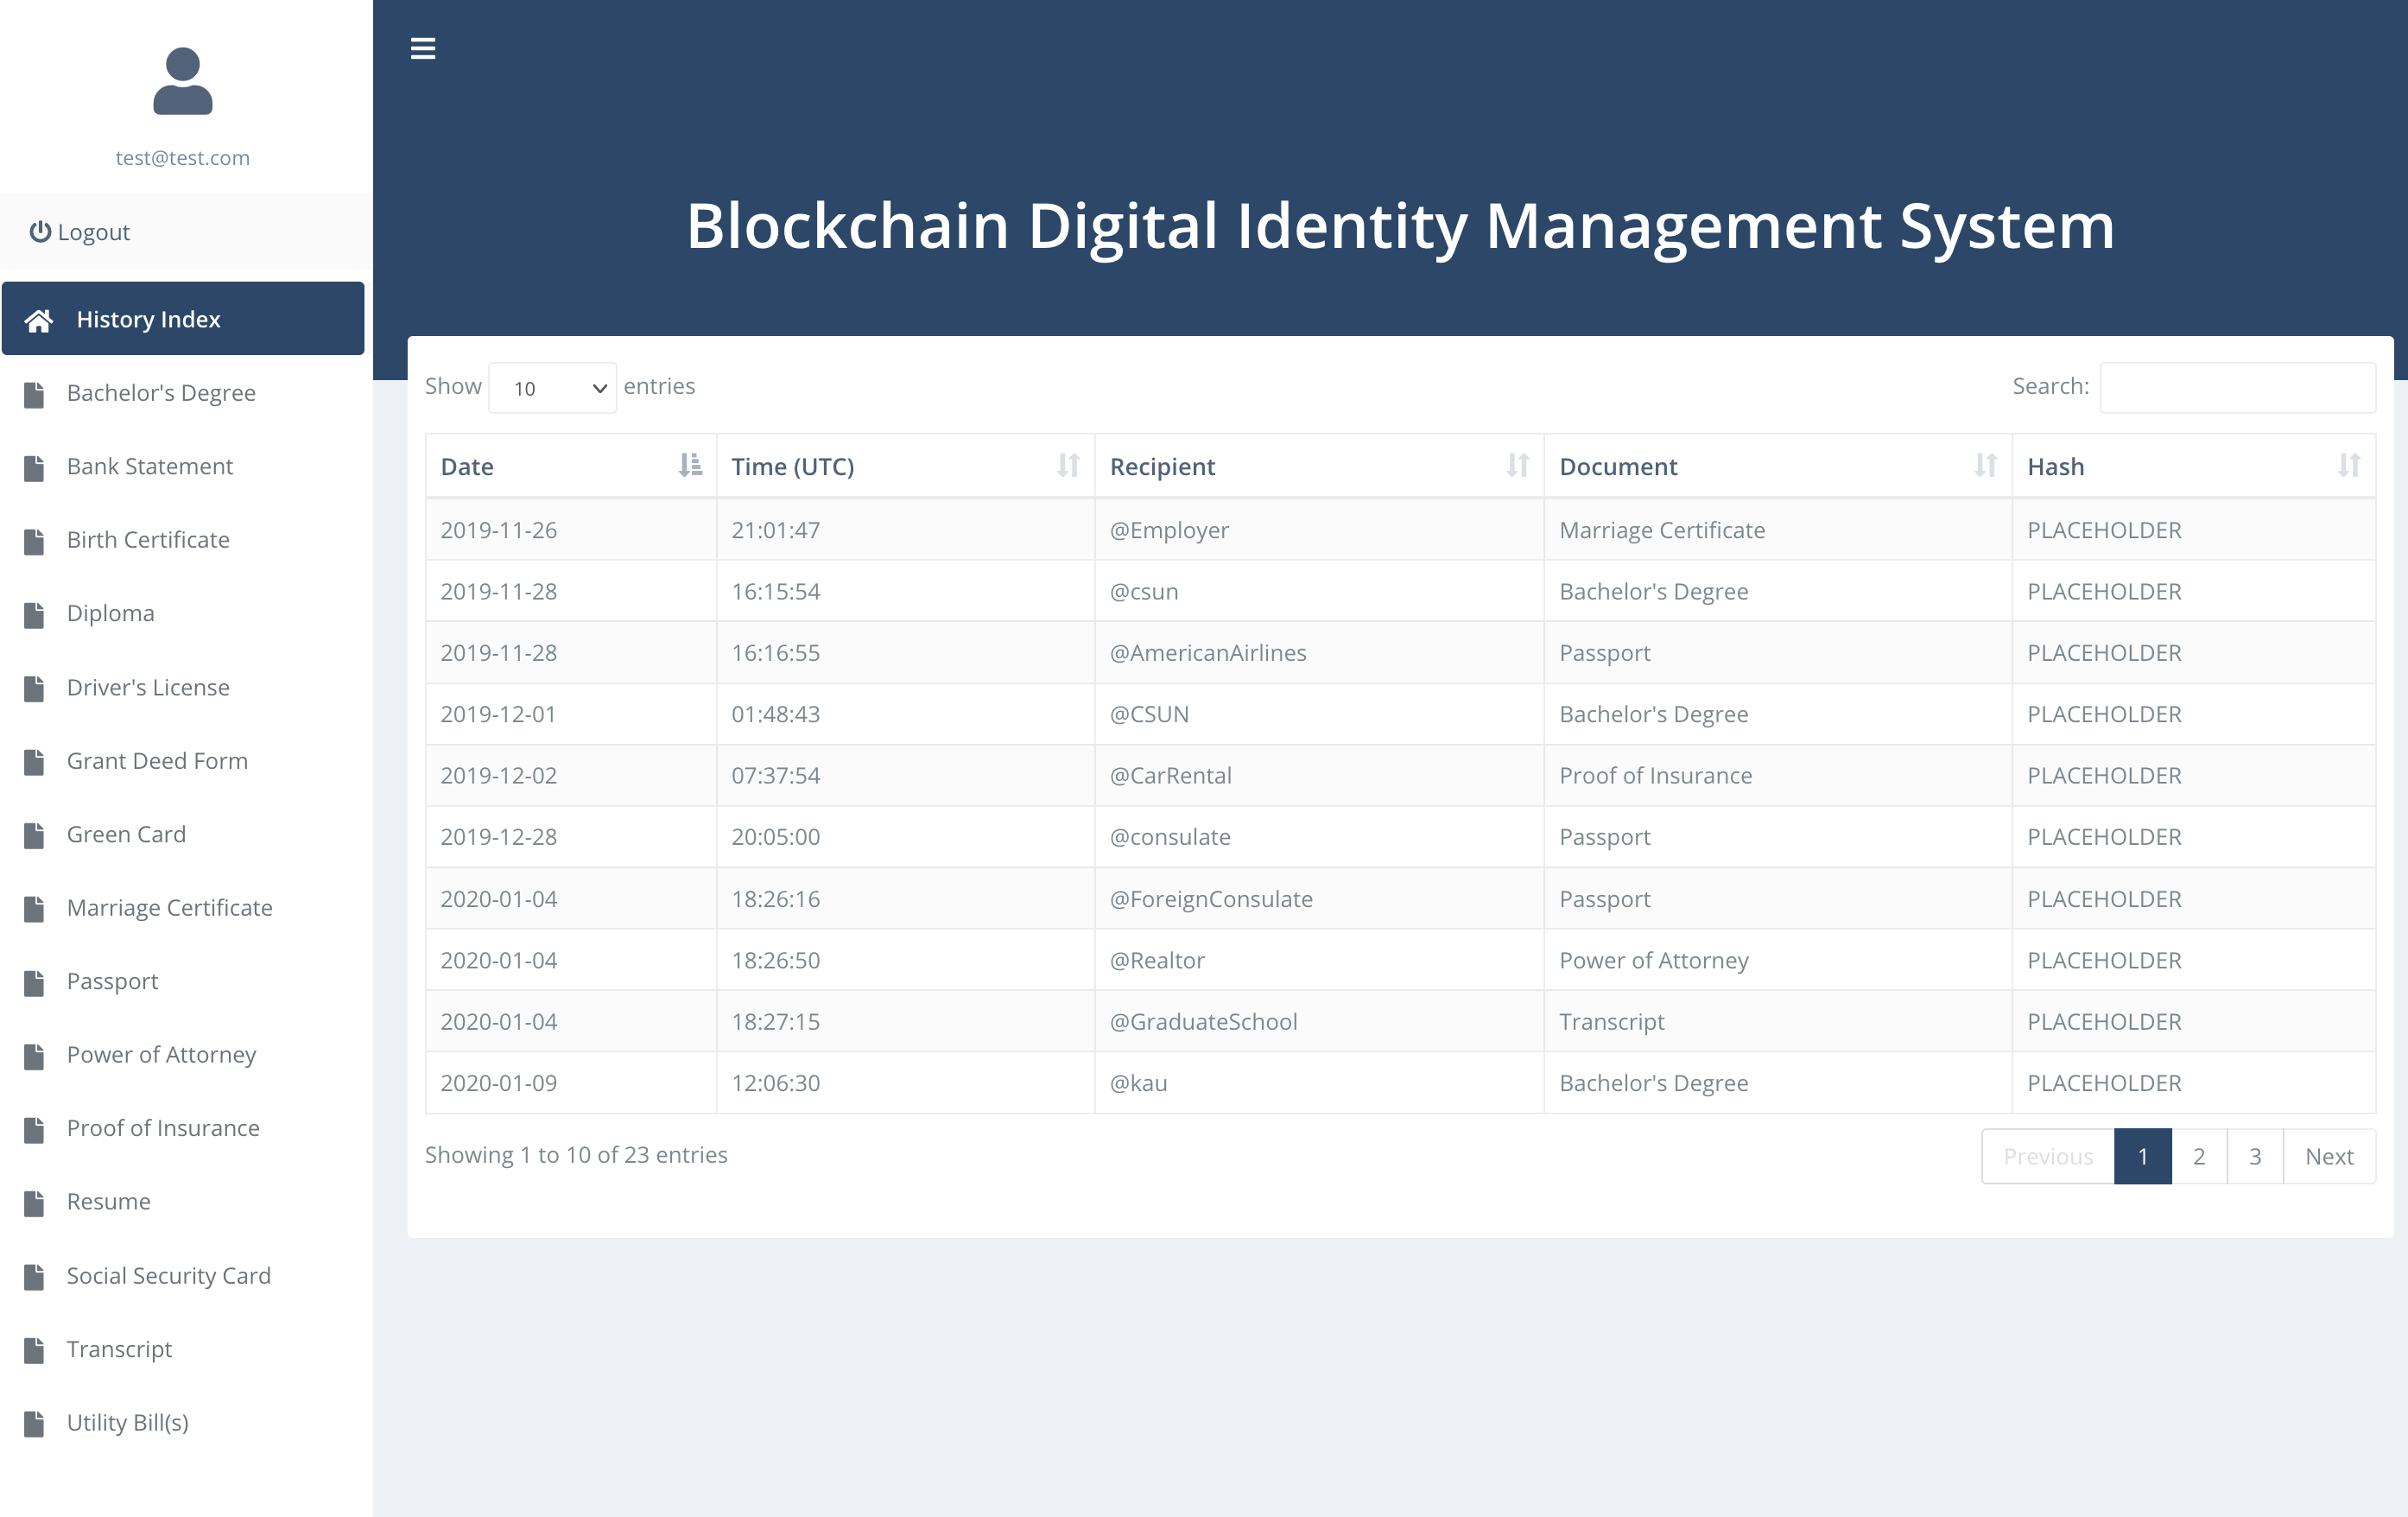 test@test.com
Logout
History Index
Bachelor's Degree
Bank Statement
Birth Certificate
Diploma
Driver's License
Grant Deed Form
Green Card
Marriage Certificate
Passport
Power of Attorney
Proof of Insurance
Resume
Social Security Card
Transcript
Utility Bill(s)
Blockchain Digital Identity Management System
Show 10 entries Search:
Date Time (UTC) Recipient Document Hash
2019-11-26 21:01:47 @Employer Marriage Certificate PLACEHOLDER
2019-11-28 16:15:54 @csun Bachelor's Degree PLACEHOLDER
2019-11-28 16:16:55 @AmericanAirlines Passport PLACEHOLDER
2019-12-01 01:48:43 @CSUN Bachelor's Degree PLACEHOLDER
2019-12-02 07:37:54 @CarRental Proof of Insurance PLACEHOLDER
2019-12-28 20:05:00 @consulate Passport PLACEHOLDER
2020-01-04 18:26:16 @ForeignConsulate Passport PLACEHOLDER
2020-01-04 18:26:50 @Realtor Power of Attorney PLACEHOLDER
2020-01-04 18:27:15 @GraduateSchool Transcript PLACEHOLDER
2020-01-09 12:06:30 @kau Bachelor's Degree PLACEHOLDER
Showing 1 to 10 of 23 entries Previous 1 2 3 Next